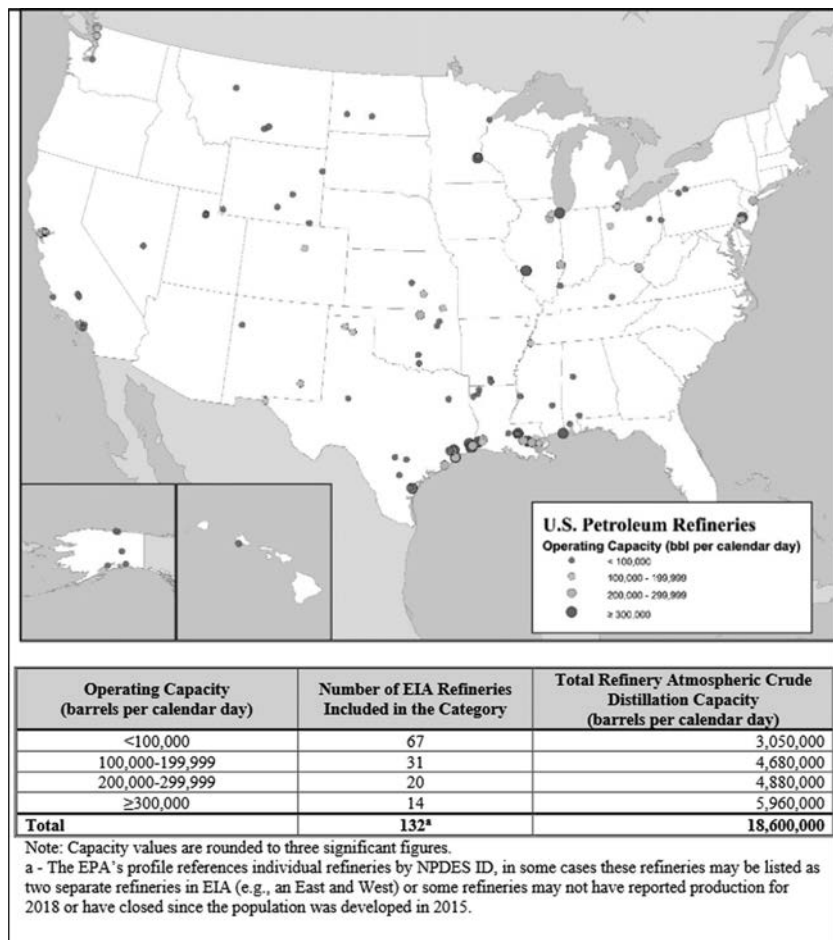 U.S. Petroleum Refineries
Operating Capacity (bbl per calendar day)
< 100,000
100,000 - 199,999
200,000 - 299,999
≥ 300,000
Operating Capacity
(barrels per calendar day)
Number of EIA Refineries
Included in the Category
Total Refinery Atmospheric Crude
Distillation Capacity
(barrels per calendar day)
<100,000 67 3,050,000
100,000-199,999 31 4,680,000
200,000-299,999 20 4,880,000
≥300,000 14 5,960,000
Total 132ª 18,600,000
Note: Capacity values are rounded to three significant figures.
a - The EPA's profile references individual refineries by NPDES ID, in some cases these refineries may be listed as
two separate refineries in EIA (e.g., an East and West) or some refineries may not have reported production for
2018 or have closed since the population was developed in 2015.